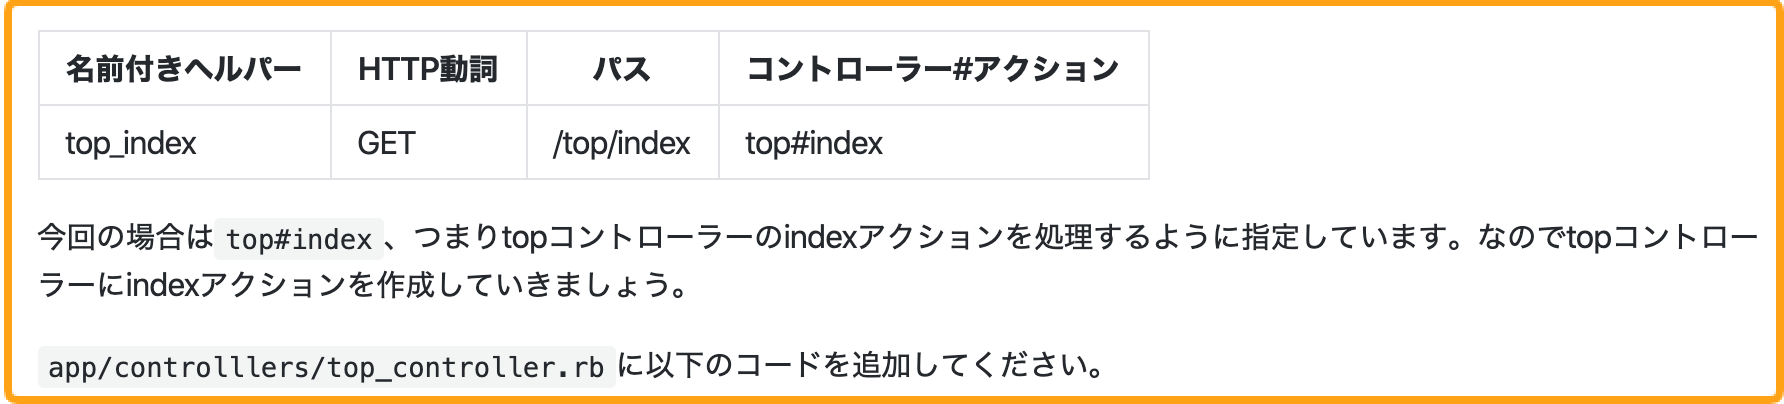 名前付きヘルパー HTTP動詞 パス コントローラー#アクション
top_index GET /top/index top#index
今回の場合は top#index 、つまりtopコントローラーのindexアクションを処理するように指定しています。なのでtopコントロー
ラーにindexアクションを作成していきましょう。
app/controlllers/top_controller.rb に以下のコードを追加してください。